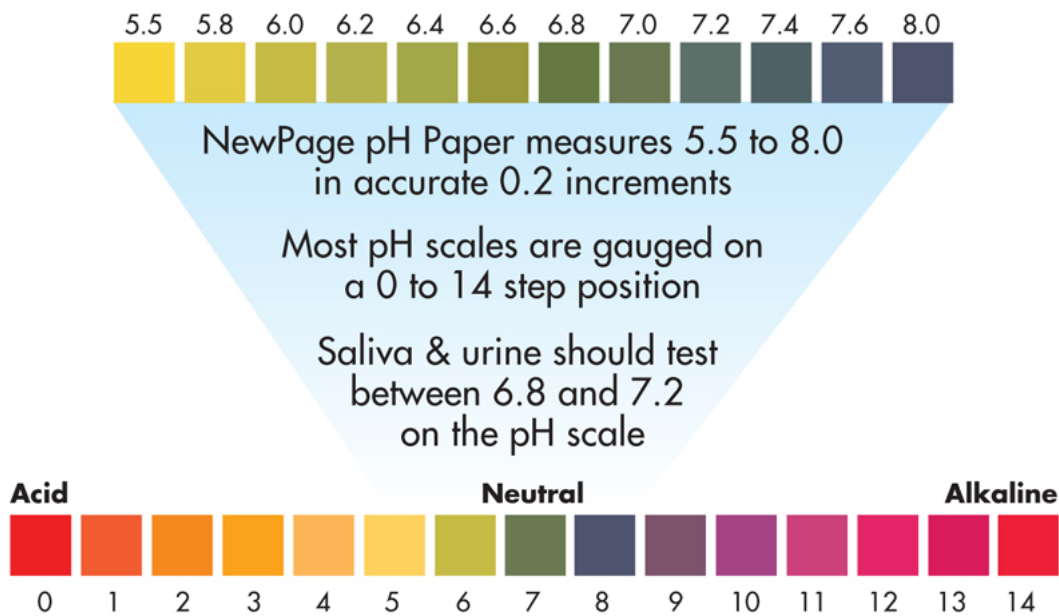 5.5 5.8 6.0 6.2 6.4 6.6 6.8 7.0 7.2 7.4 7.6 8.0
NewPage pH Paper measures 5.5 to 8.0
in accurate 0.2 increments
Most pH scales are gauged on
a 0 to 14 step position
Saliva & urine should test
between 6.8 and 7.2
on the pH scale
Acid Neutral Alkaline
0 1 2 3 4 5 6 7 8 9 10 11 12 13 14